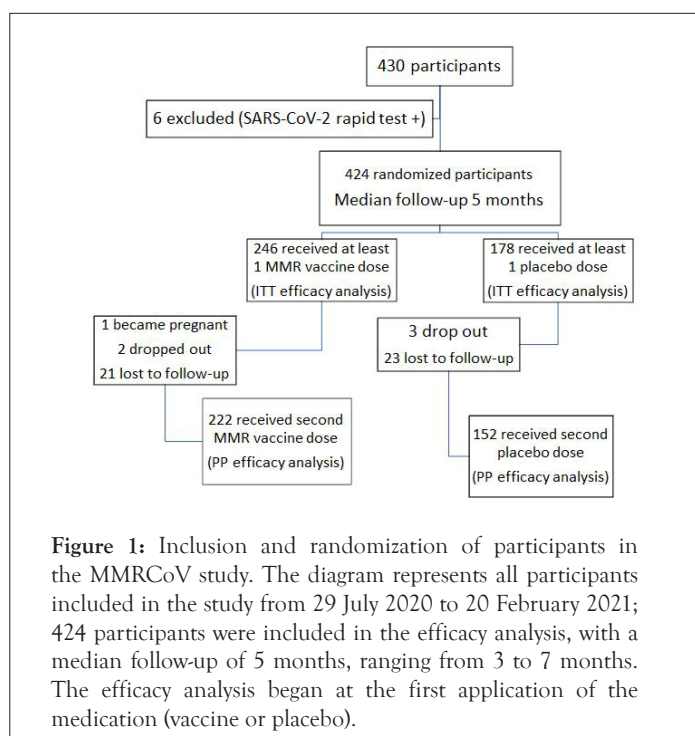 430 participants
6 excluded (SARS-CoV-2 rapid test +)
424 randomized participants
Median follow-up 5 months
246 received at least
1 MMR vaccine dose
(ITT efficacy analysis)
178 received at least
1 placebo dose
(ITT efficacy analysis)
1 became pregnant
2 dropped out
21 lost to follow-up
3 drop out
23 lost to follow-up
222 received second
MMR vaccine dose
(PP efficacy analysis)
152 received second
placebo dose
(PP efficacy analysis)
Figure 1: Inclusion and randomization of participants in
the MMRCoV study. The diagram represents all participants
included in the study from 29 July 2020 to 20 February 2021;
424 participants were included in the efficacy analysis, with a
median follow-up of 5 months, ranging from 3 to 7 months.
The efficacy analysis began at the first application of the
medication (vaccine or placebo).